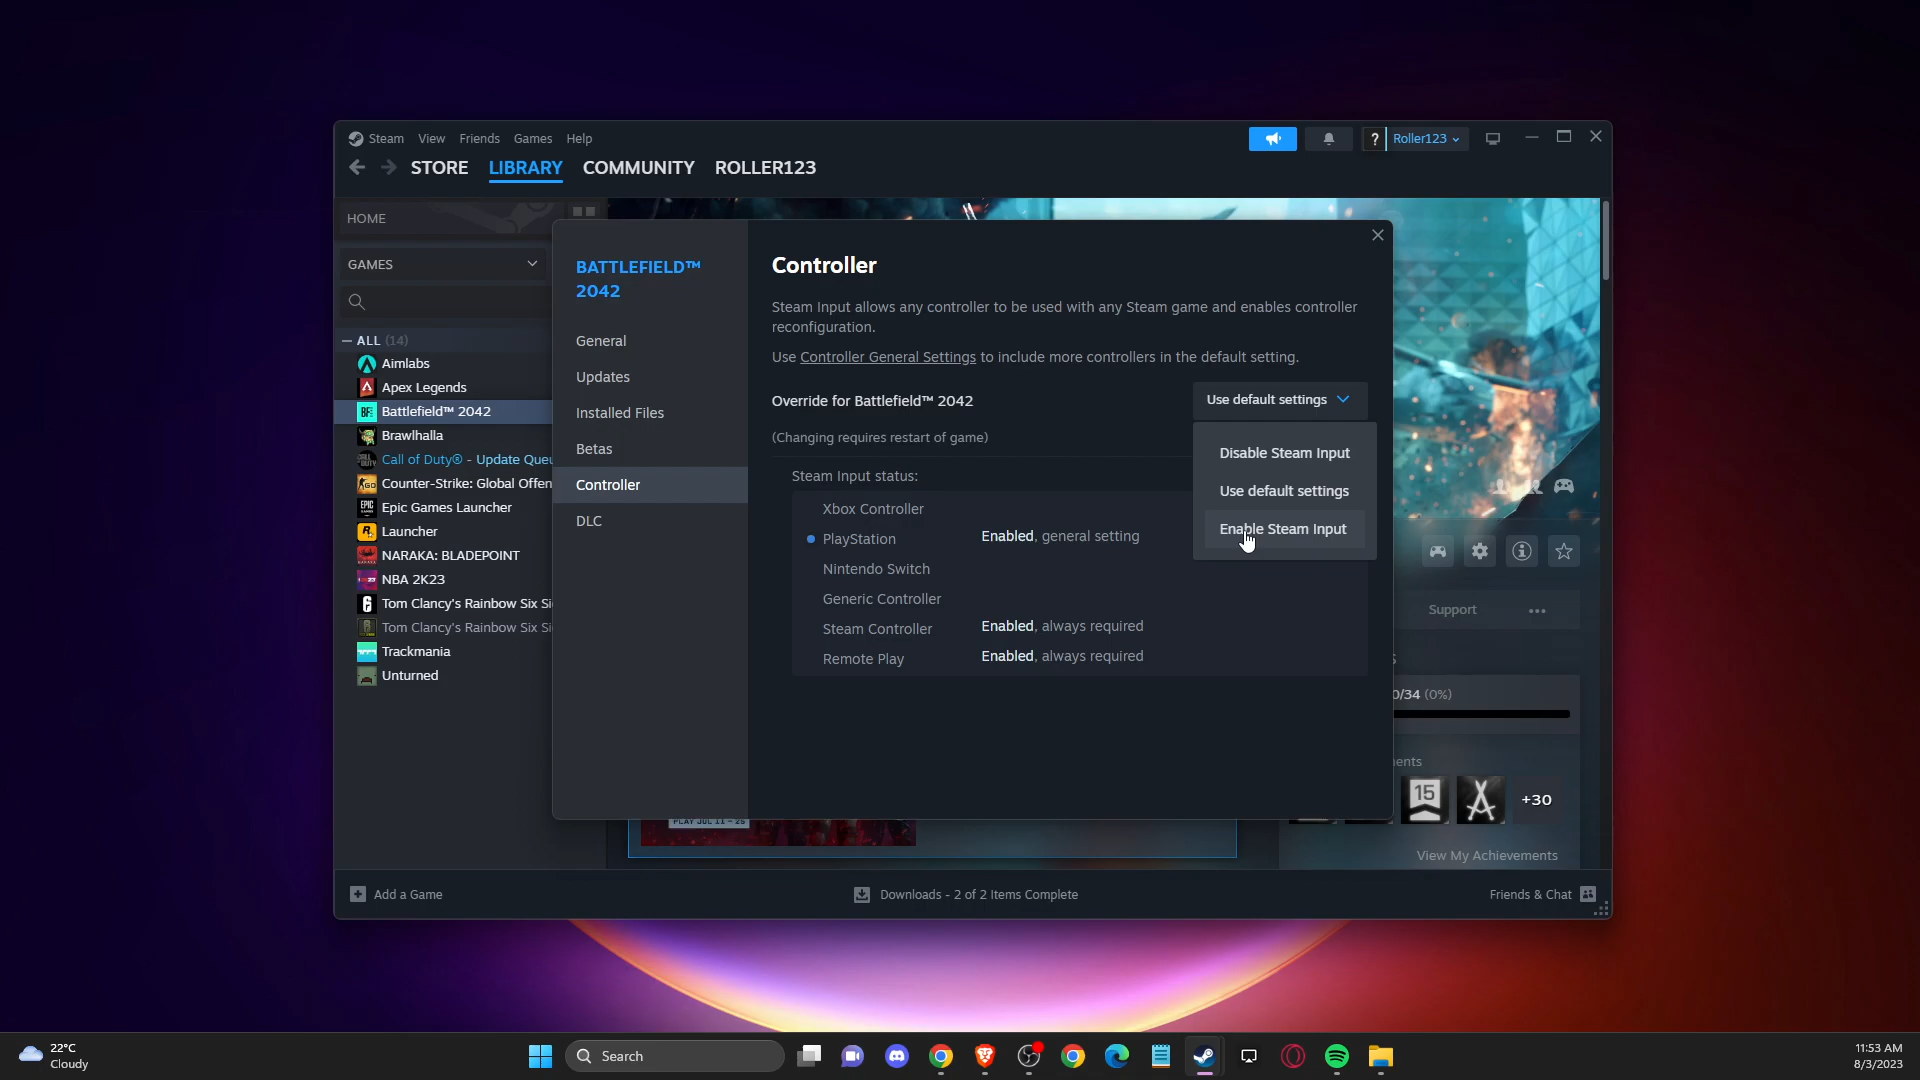 Steam View Friends Games Help
? Roller123
STORE LIBRARY COMMUNITY ROLLER123
HOME
GAMES
ALL (14)
Aimlabs
Apex Legends
Battlefield™ 2042
Brawlhalla
Call of Duty® - Update Queu
Counter-Strike: Global Offen
Epic Games Launcher
Launcher
NARAKA: BLADEPOINT
NBA 2K23
Tom Clancy's Rainbow Six Si
Tom Clancy's Rainbow Six Si
Trackmania
Unturned
BATTLEFIELD™
2042
General
Updates
Installed Files
Betas
Controller
DLC
Controller
Steam Input allows any controller to be used with any Steam game and enables controller
reconfiguration.
Use Controller General Settings to include more controllers in the default setting.
Override for Battlefield™ 2042
Use default settings
(Changing requires restart of game)
Disable Steam Input
Use default settings
Enable Steam Input
Steam Input status:
Xbox Controller
PlayStation Enabled, general setting
Nintendo Switch
Generic Controller
Steam Controller Enabled, always required
Remote Play Enabled, always required
Support
0/34 (0%)
ents
15
+30
View My Achievements
PLAY JUL 11 - 25
Add a Game
Downloads - 2 of 2 Items Complete
Friends & Chat
22°C
Cloudy
Search
11:53 AM
8/3/2023